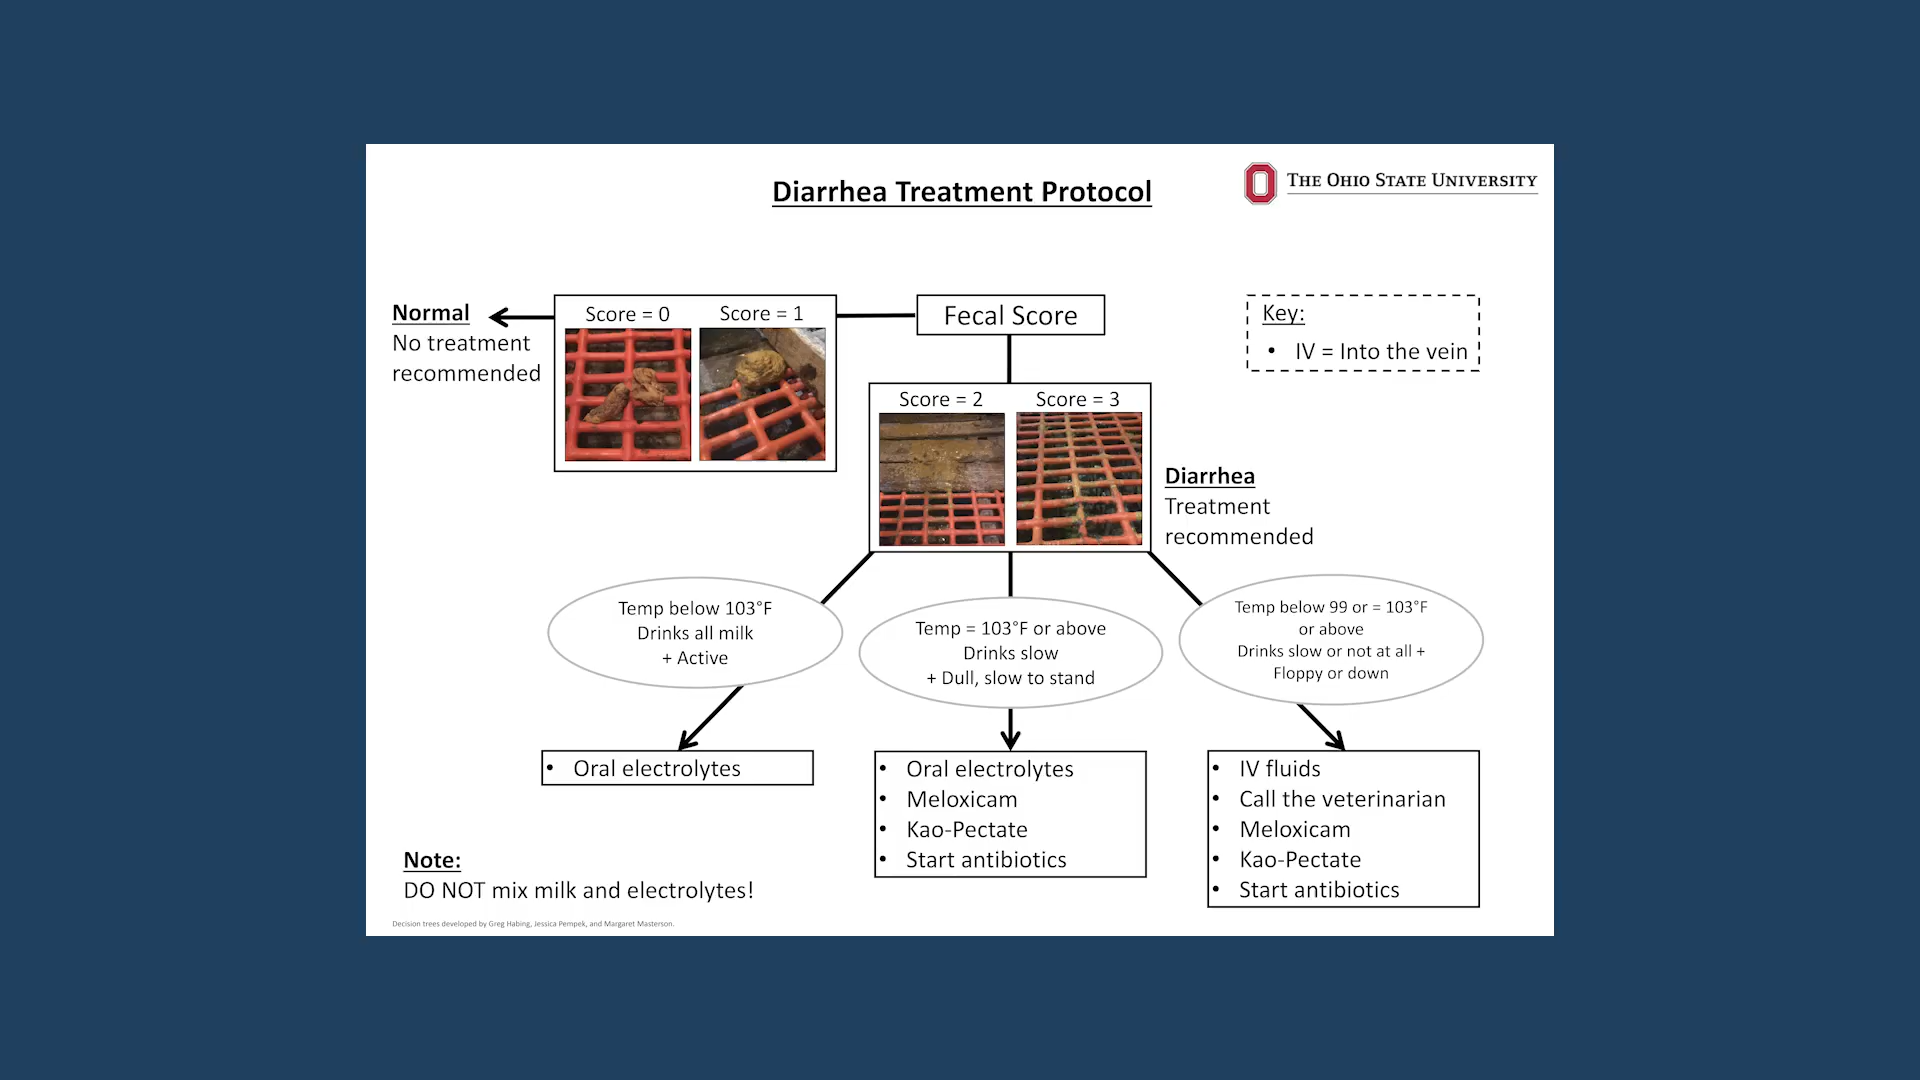 Diarrhea Treatment Protocol
THE OHIO STATE UNIVERSITY
Normal
No treatment
recommended
Score = 0
Score = 1
Fecal Score
Key:
• IV = Into the vein
Score = 2
Score = 3
Diarrhea
Treatment
recommended
Temp below 103°F
Drinks all milk
+ Active
Temp = 103°F or above
Drinks slow
+ Dull, slow to stand
Temp below 99 or = 103°F
or above
Drinks slow or not at all +
Floppy or down
• Oral electrolytes
• Oral electrolytes
• Meloxicam
• Kao-Pectate
• Start antibiotics
• IV fluids
• Call the veterinarian
• Meloxicam
• Kao-Pectate
• Start antibiotics
Note:
DO NOT mix milk and electrolytes!
Decision trees developed by Greg Habing, Jessica Pempek, and Margaret Masterson.